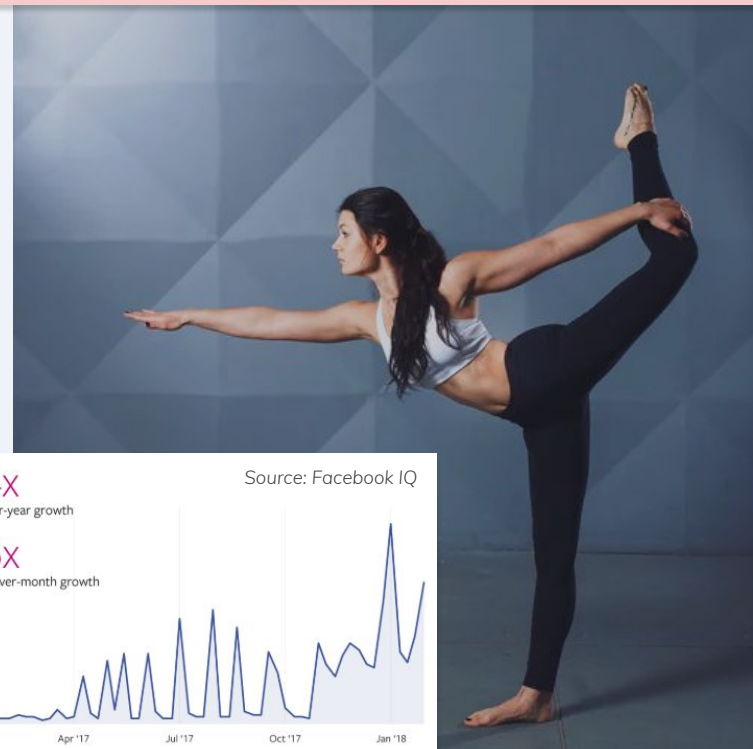 Source: Facebook IQ
X
r-year growth
X
ver-month growth
Apr '17
Jul '17
Oct '17
Jan '18